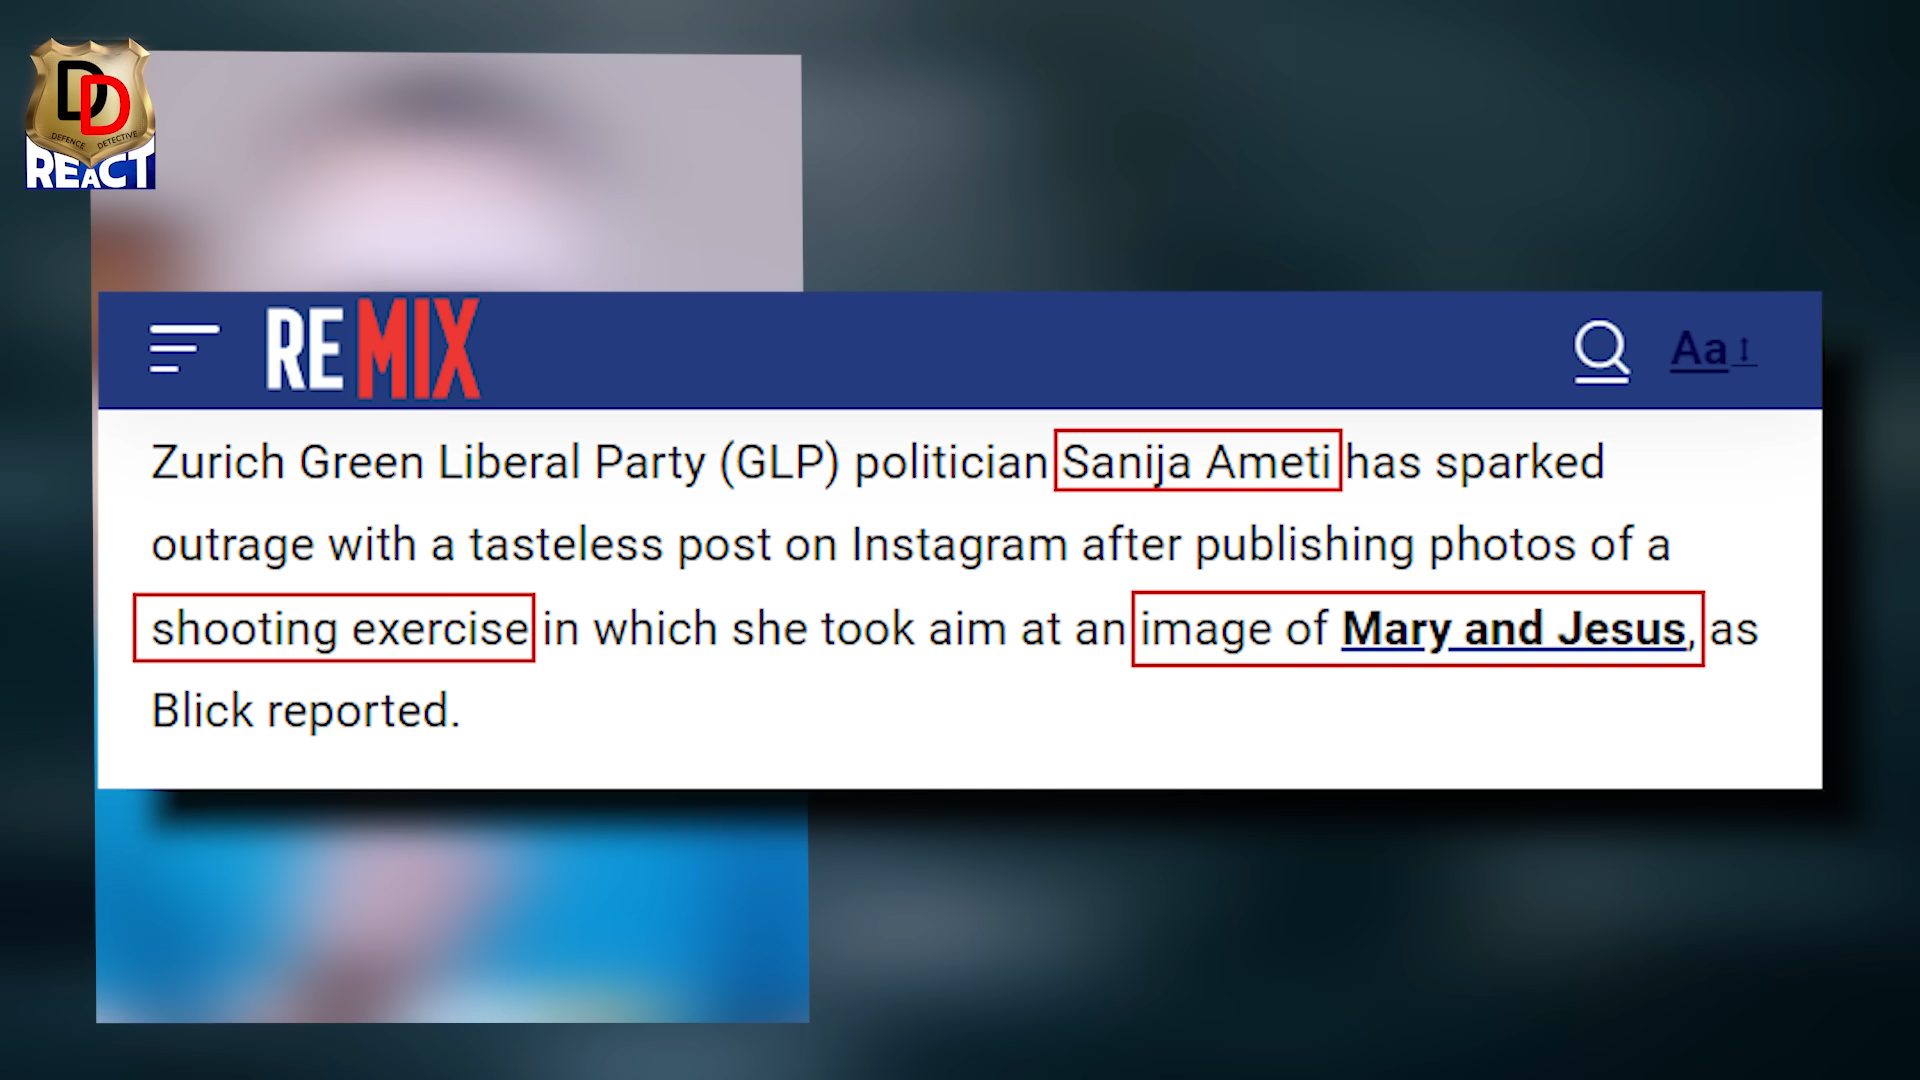 DD
DEFENCE DETECTIVE
REACT
REMIX
Aa↕
Zurich Green Liberal Party (GLP) politician Sanija Ameti has sparked
outrage with a tasteless post on Instagram after publishing photos of a
shooting exercise in which she took aim at an image of Mary and Jesus, as
Blick reported.